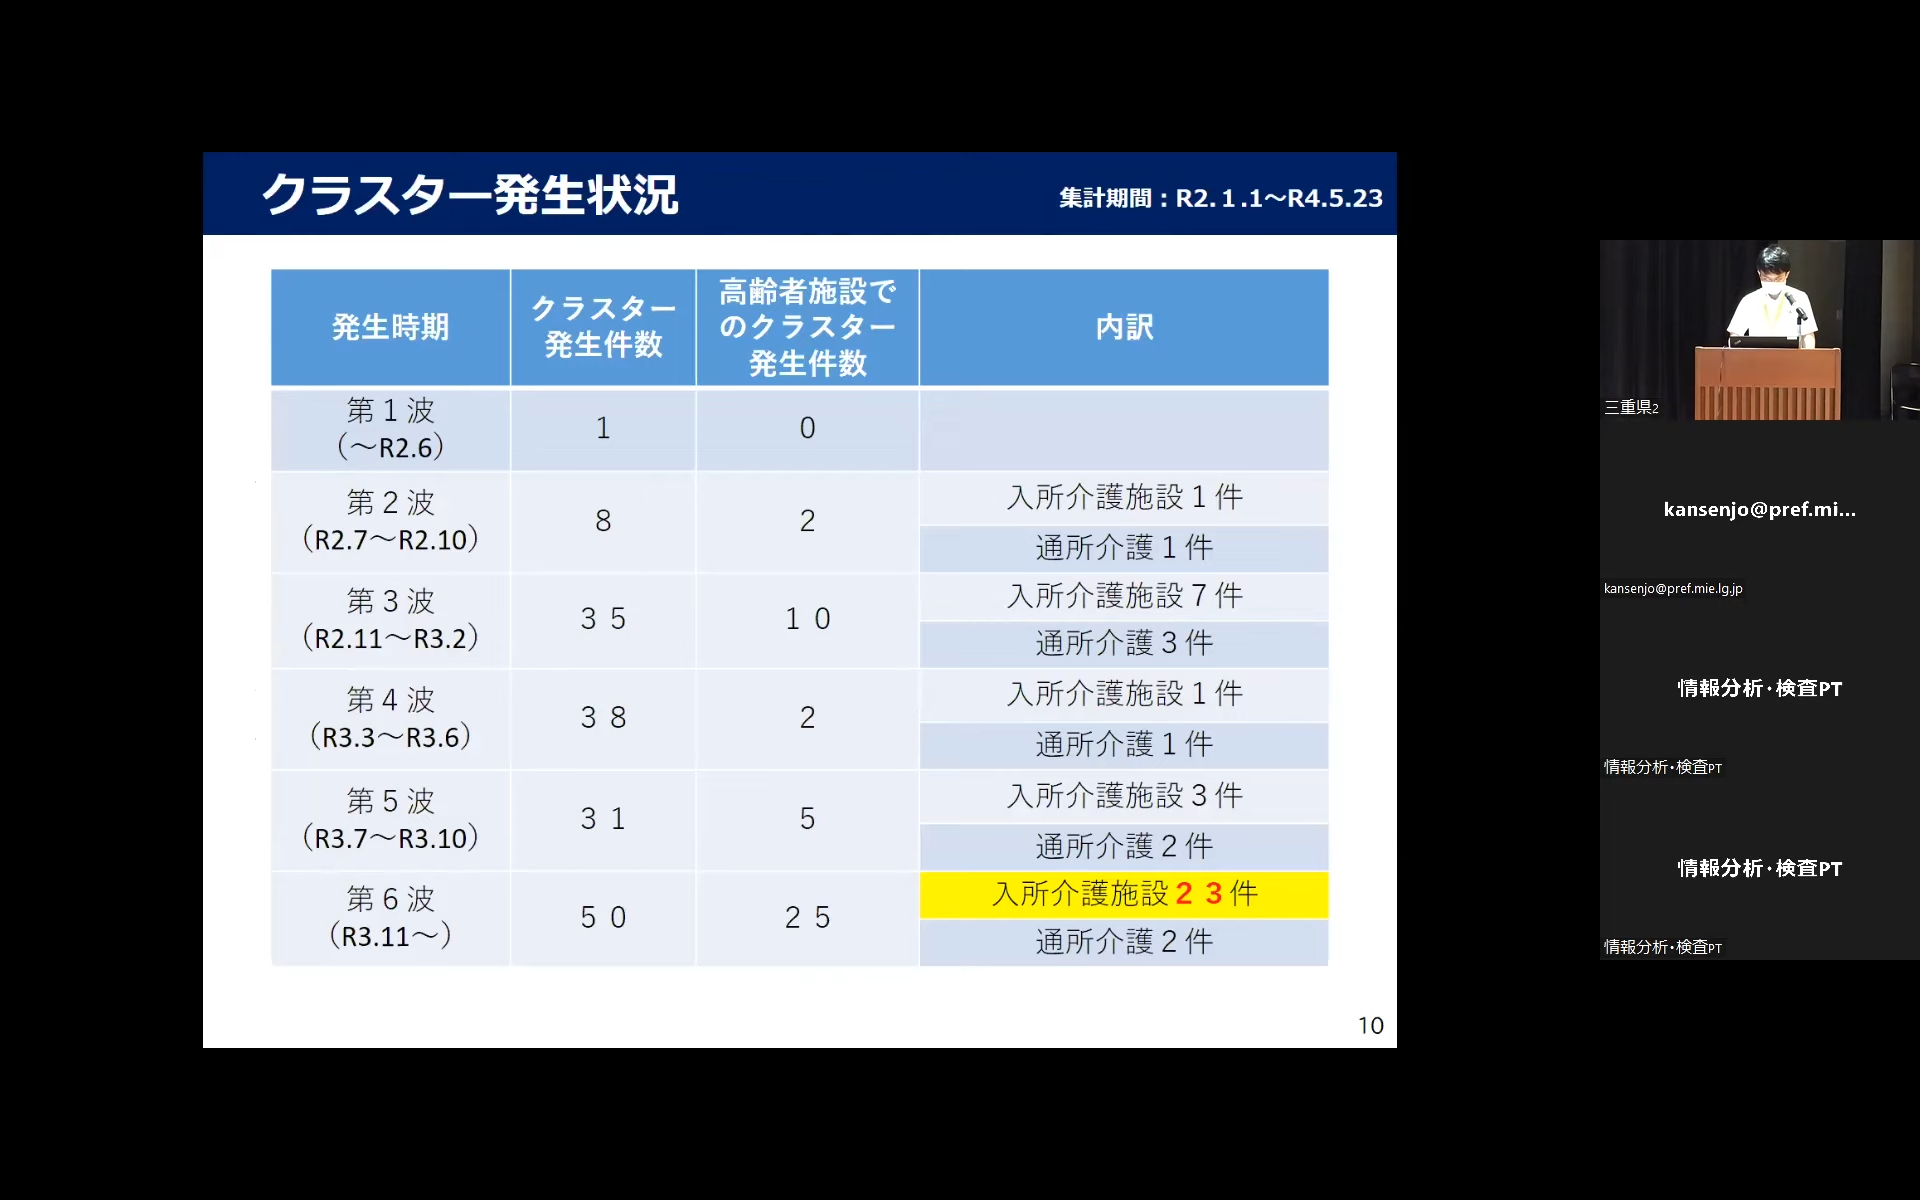 クラスター発生状況
集計期間：R2.１.1～R4.5.23
発生時期
クラスター
発生件数
高齢者施設で
のクラスター
発生件数
内訳
第１波
（～R2.6）
1
0
第２波
（R2.7～R2.10）
8
2
入所介護施設１件
通所介護１件
第３波
（R2.11～R3.2）
３５
１０
入所介護施設７件
通所介護３件
第４波
（R3.3～R3.6）
３８
2
入所介護施設１件
通所介護１件
第５波
（R3.7～R3.10）
３１
5
入所介護施設３件
通所介護２件
第６波
（R3.11～）
５０
２５
入所介護施設２３件
通所介護２件
10
三重県2
kansenjo@pref.mi...
kansenjo@pref.mie.lg.jp
情報分析・検査PT
情報分析・検査PT
情報分析・検査PT
情報分析・検査PT